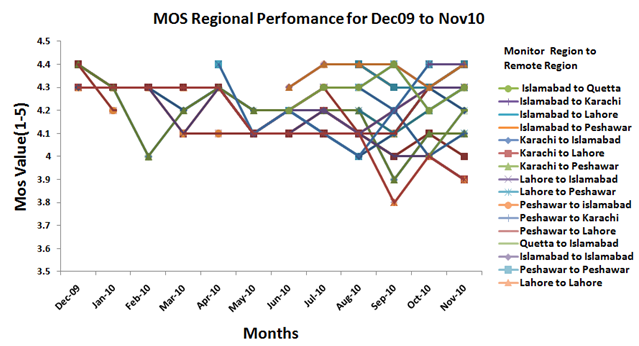 MOS Regional Perfomance for Dec09 to Nov10
Mos Value(1-5)
4.5
4.4
4.3
4.2
4.1
4
3.9
3.8
3.7
3.6
3.5
Dec-09
Jan-10
Feb-10
Mar-10
Apr-10
May-10
Jun-10
Jul-10
Aug-10
Sep-10
Oct-10
Nov-10
Months
Monitor Region to
Remote Region
Islamabad to Quetta
Islamabad to Karachi
Islamabad to Lahore
Islamabad to Peshawar
Karachi to Islamabad
Karachi to Lahore
Karachi to Peshawar
Lahore to Islamabad
Lahore to Peshawar
Peshawar to islamabad
Peshawar to Karachi
Peshawar to Lahore
Quetta to Islamabad
Islamabad to Islamabad
Peshawar to Peshawar
Lahore to Lahore